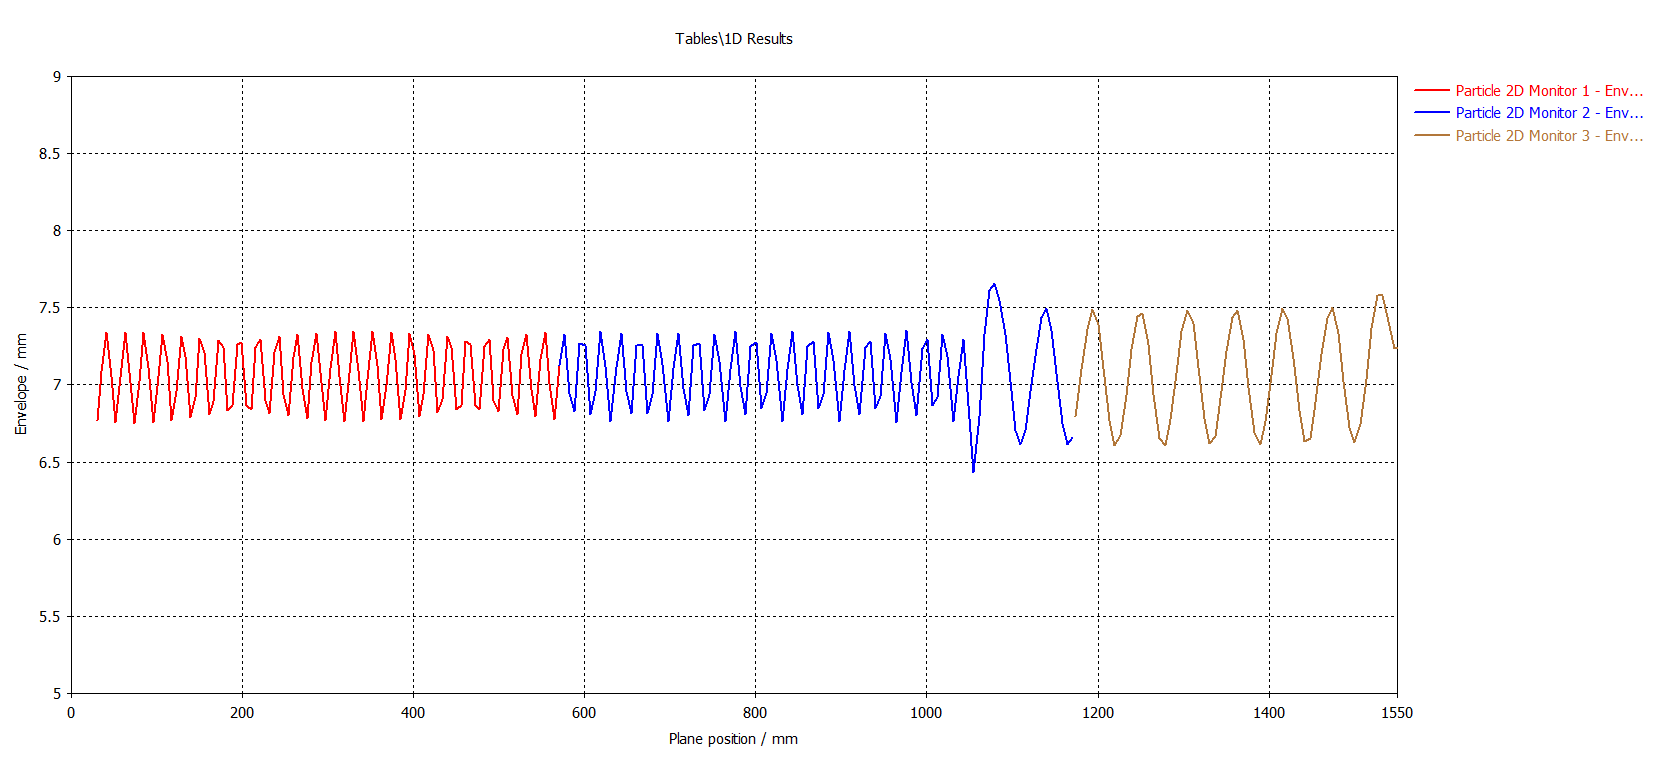 Tables\1D Results
Particle 2D Monitor 1 - Env...
Particle 2D Monitor 2 - Env...
Particle 2D Monitor 3 - Env...
Envelope / mm
9
8.5
8
7.5
7
6.5
6
5.5
5
0 200 400 600 800 1000 1200 1400 1550
Plane position / mm